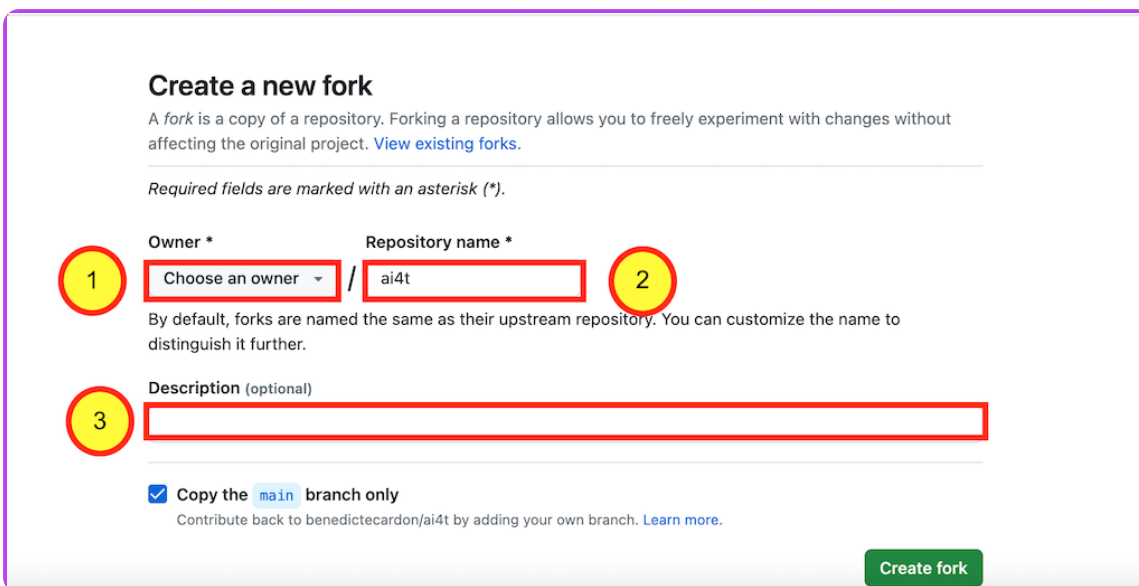 Create a new fork
A fork is a copy of a repository. Forking a repository allows you to freely experiment with changes without
affecting the original project. View existing forks.
Required fields are marked with an asterisk (*).
Owner *
Repository name *
1
Choose an owner
/
ai4t
2
By default, forks are named the same as their upstream repository. You can customize the name to
distinguish it further.
Description (optional)
3
Copy the main branch only
Contribute back to benedictecardon/ai4t by adding your own branch. Learn more.
Create fork